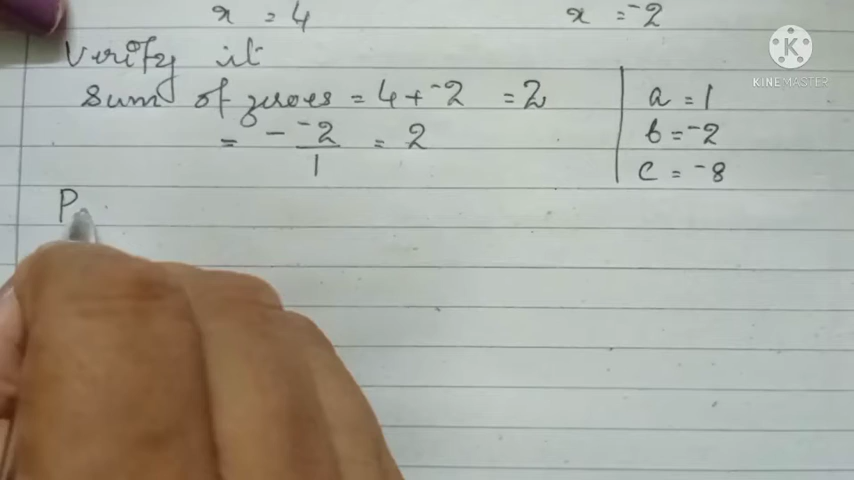 x = 4 x = -2
Verify it
Sum of zeroes = 4 + -2 = 2
= - -2/1 = 2
a = 1
b = -2
c = -8
P
K
KINEMASTER